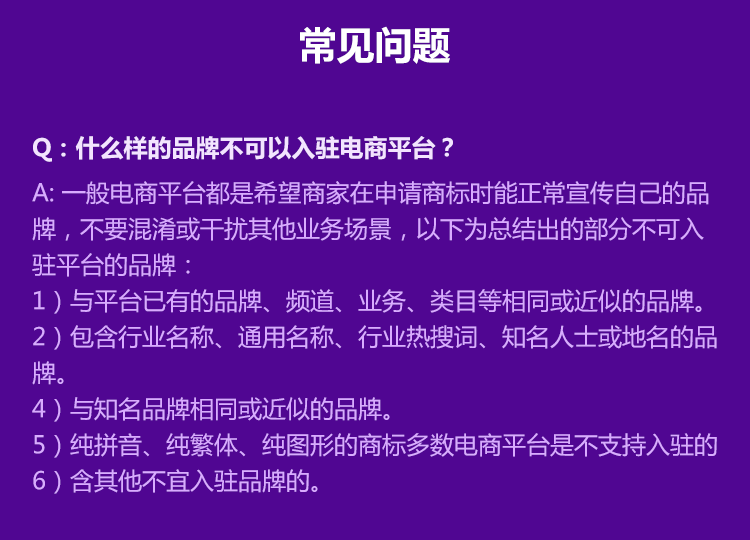 常见问题
Q：什么样的品牌不可以入驻电商平台？
A: 一般电商平台都是希望商家在申请商标时能正常宣传自己的品
牌，不要混淆或干扰其他业务场景，以下为总结出的部分不可入
驻平台的品牌：
1）与平台已有的品牌、频道、业务、类目等相同或近似的品牌。
2）包含行业名称、通用名称、行业热搜词、知名人士或地名的品
牌。
4）与知名品牌相同或近似的品牌。
5）纯拼音、纯繁体、纯图形的商标多数电商平台是不支持入驻的
6）含其他不宜入驻品牌的。